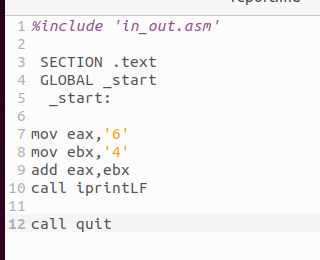 1 %include 'in_out.asm'
2
3 SECTION .text
4 GLOBAL _start
5 _start:
6
7 mov eax,'6'
8 mov ebx,'4'
9 add eax,ebx
10 call iprintLF
11
12 call quit